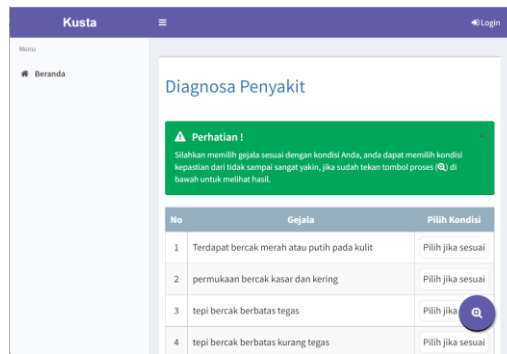 Kusta
Login
Menu
Beranda
Diagnosa Penyakit
Perhatian !
Silahkan memilih gejala sesuai dengan kondisi Anda, anda dapat memilih kondisi
kepastian dari tidak sampai sangat yakin, jika sudah tekan tombol proses () di
bawah untuk melihat hasil.
No Gejala Pilih Kondisi
1 Terdapat bercak merah atau putih pada kulit Pilih jika sesuai
2 permukaan bercak kasar dan kering Pilih jika sesuai
3 tepi bercak berbatas tegas Pilih jika
4 tepi bercak berbatas kurang tegas Pilih jika sesuai